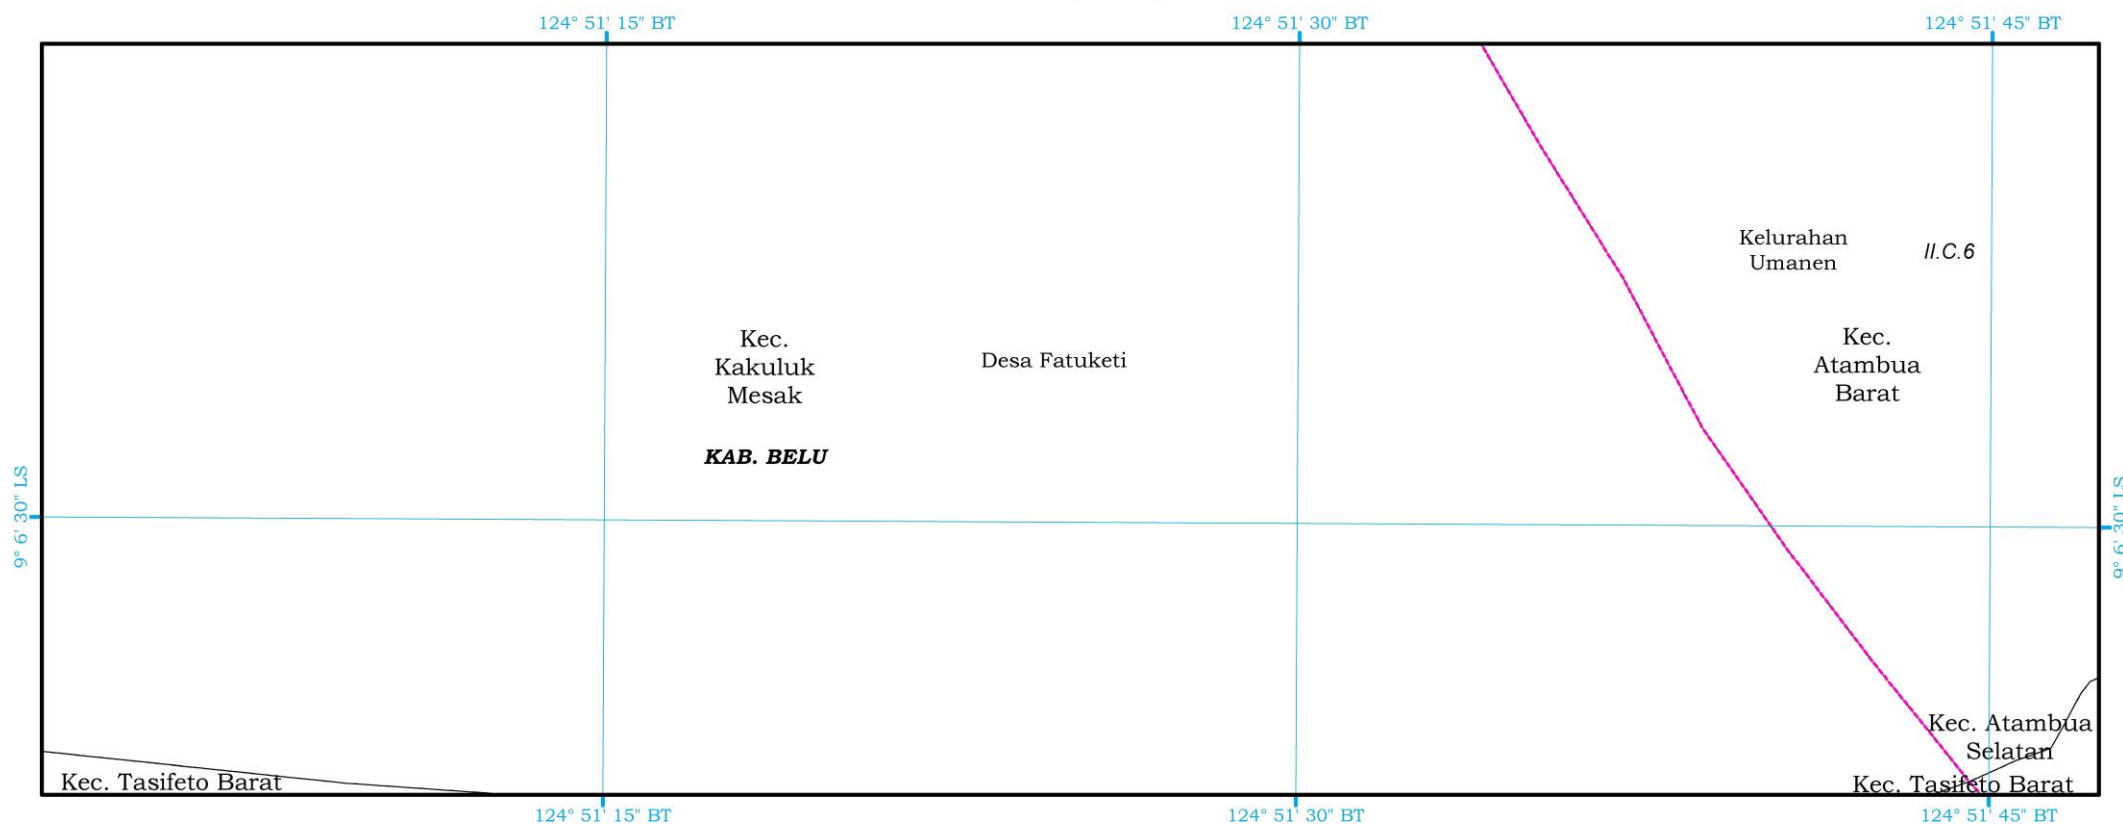 124° 51' 15" BT
124° 51' 30" BT
124° 51' 45" BT
Kelurahan
Umanen
II.C.6
Kec.
Kakuluk
Mesak
Desa Fatuketi
Kec.
Atambua
Barat
KAB. BELU
9° 6' 30" LS
9° 6' 30" LS
Kec. Atambua
Selatan
Kec. Tasifeto Barat
Kec. Tasifeto Barat
124° 51' 15" BT
124° 51' 30" BT
124° 51' 45" BT